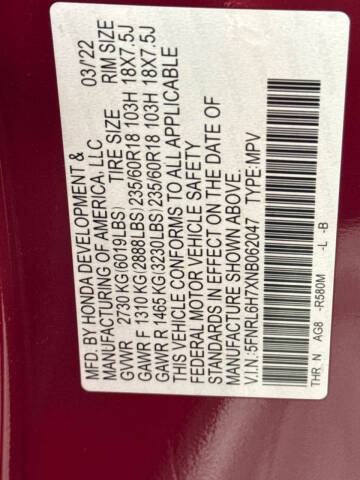 MFD. BY HONDA DEVELOPMENT & 03/22
MANUFACTURING OF AMERICA, LLC
TIRE SIZE RIM SIZE
GVWR 2730 KG (6019LBS)
GAWR F 1310 KG (2888LBS) 235/60R18 103H 18X7.5J
GAWR R 1465 KG (3230LBS) 235/60R18 103H 18X7.5J
THIS VEHICLE CONFORMS TO ALL APPLICABLE
FEDERAL MOTOR VEHICLE SAFETY AND THEFT PREVENTION
STANDARDS IN EFFECT ON THE DATE OF
MANUFACTURE SHOWN ABOVE.
V.I.N.:5FNRL6H7XNB062047 TYPE:MPV
THR N AG8 -R580M -L -B